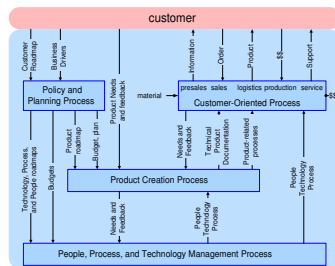 customer
Customer
Roadmap
Business
Drivers
Product Needs
and feedback
Information
Order
Product
$$
Support
presales sales logistics production service
material
$$
Policy and
Planning Process
Customer-Oriented Process
Technology, Process,
and People roadmaps
Budgets
Product
roadmap
Budget, plan
Needs and
Feedback
Technical
Product
Documentation
Product-related
processes
People
Technology
Process
Product Creation Process
Needs and
Feedback
People
Technology
Process
People, Process, and Technology Management Process